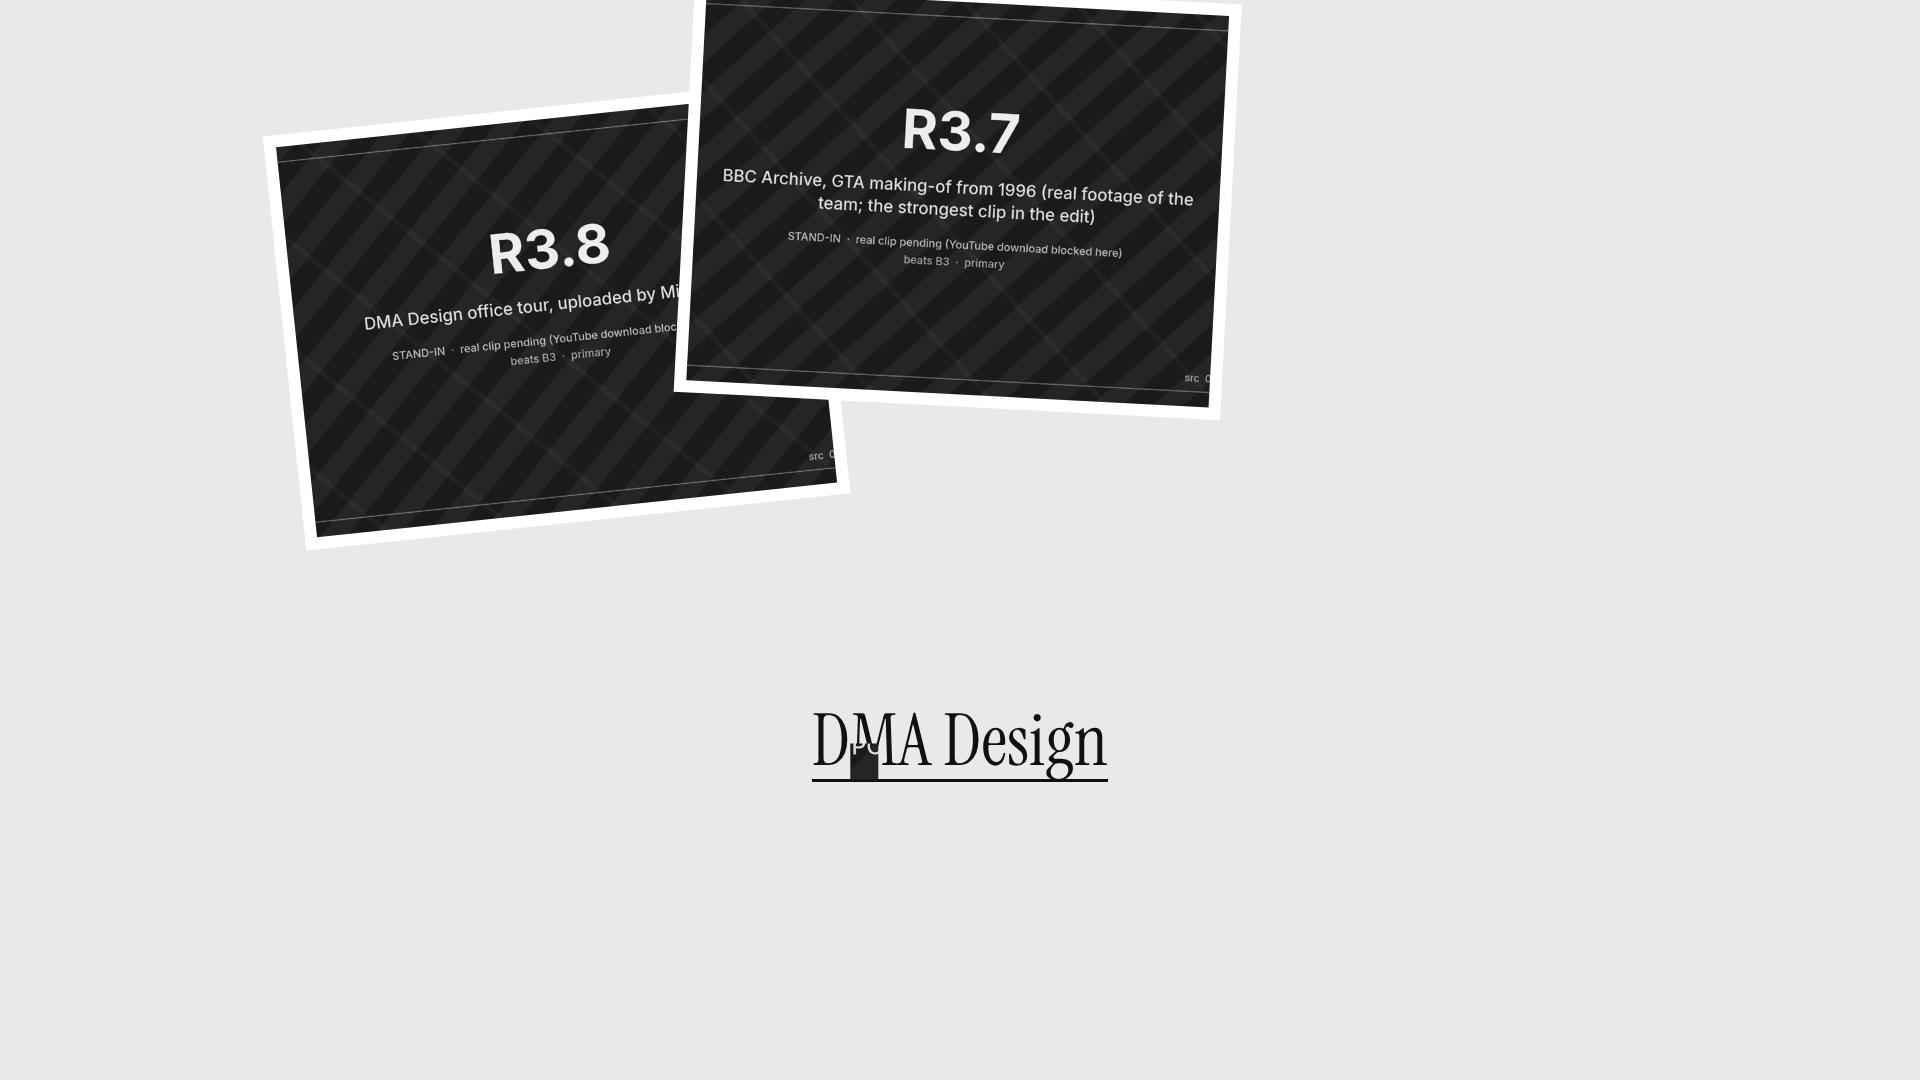 R3.8
DMA Design office tour, uploaded by
STAND-IN · real clip pending (YouTube download
beats B3 · primary
src
R3.7
BBC Archive, GTA making-of from 1996 (real footage of the
team; the strongest clip in the edit)
STAND-IN · real clip pending (YouTube download blocked here)
beats B3 · primary
src
DMA Design